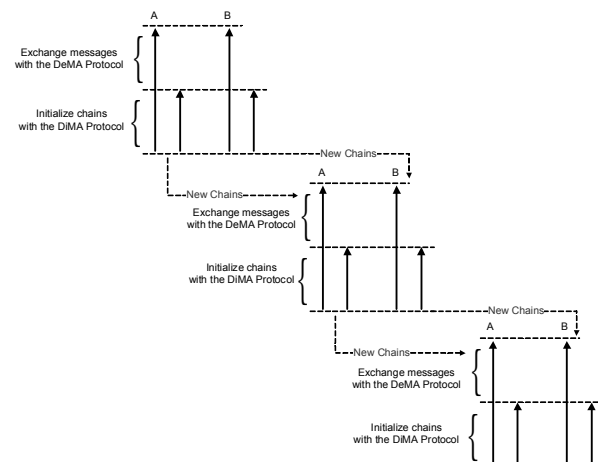 A B
Exchange messages
with the DeMA Protocol
Initialize chains
with the DiMA Protocol
New Chains
A B
New Chains
Exchange messages
with the DeMA Protocol
Initialize chains
with the DiMA Protocol
New Chains
A B
New Chains
Exchange messages
with the DeMA Protocol
Initialize chains
with the DiMA Protocol